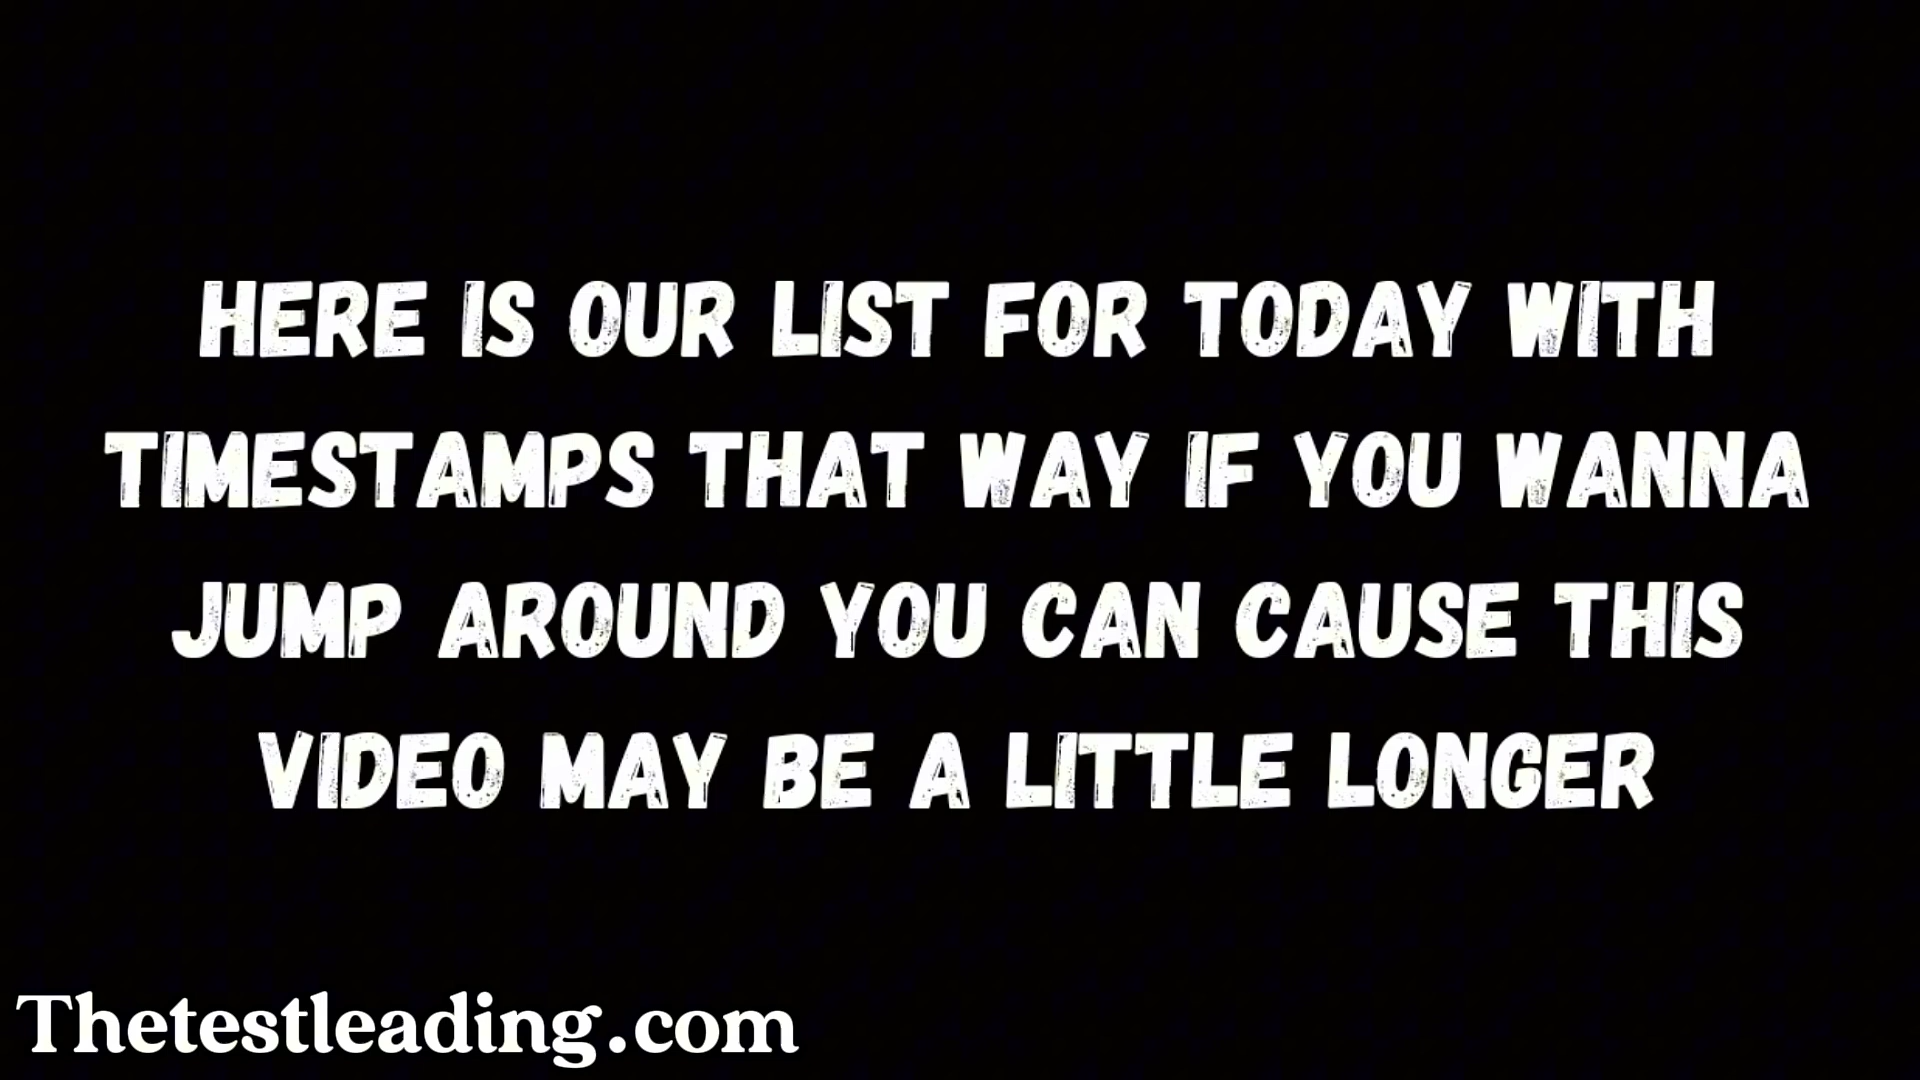 HERE IS OUR LIST FOR TODAY WITH
TIMESTAMPS THAT WAY IF YOU WANNA
JUMP AROUND YOU CAN CAUSE THIS
VIDEO MAY BE A LITTLE LONGER
Thetestleading.com